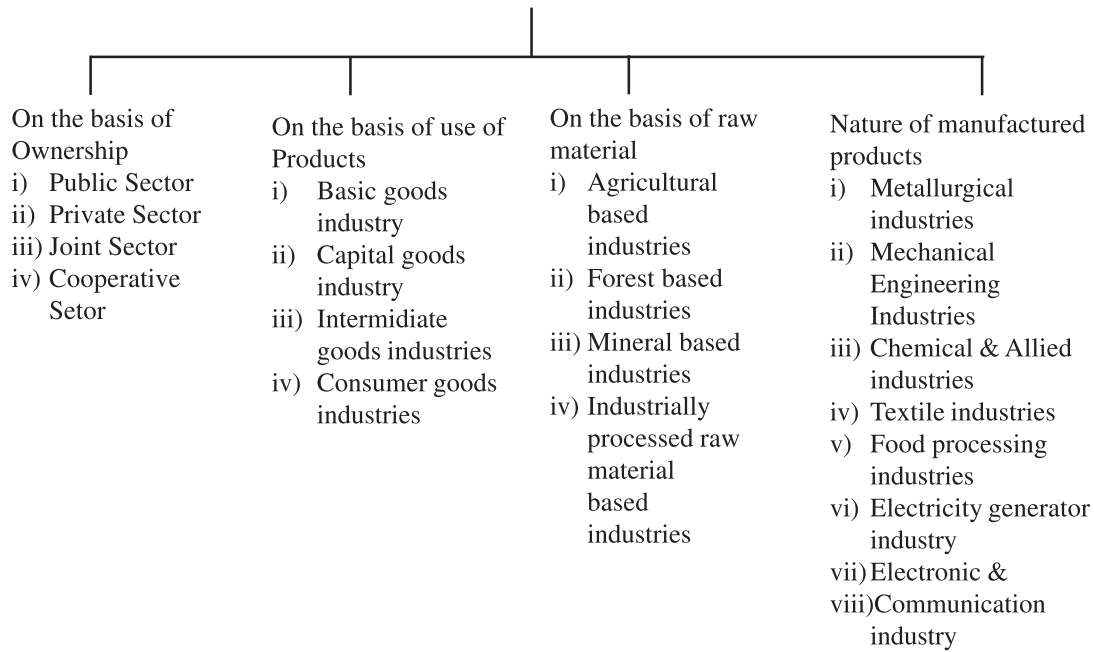 On the basis of
Ownership
i) Public Sector
ii) Private Sector
iii) Joint Sector
iv) Cooperative
Setor
On the basis of use of
Products
i) Basic goods
industry
ii) Capital goods
industry
iii) Intermidiate
goods industries
iv) Consumer goods
industries
On the basis of raw
material
i) Agricultural
based
industries
ii) Forest based
industries
iii) Mineral based
industries
iv) Industrially
processed raw
material
based
industries
Nature of manufactured
products
i) Metallurgical
industries
ii) Mechanical
Engineering
Industries
iii) Chemical & Allied
industries
iv) Textile industries
v) Food processing
industries
vi) Electricity generator
industry
vii) Electronic &
viii)Communication
industry